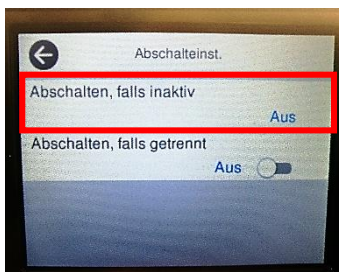 Abschalteinst.
Abschalten, falls inaktiv
Aus
Abschalten, falls getrennt
Aus